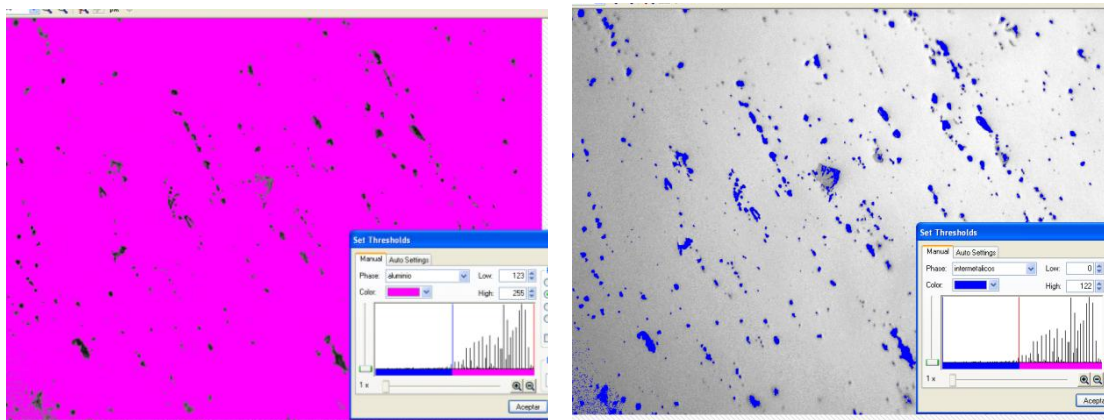 Set Thresholds
Manual Auto Settings
Phase: aluminio Low: 123
Color: High: 255
1 x
Aceptar
Set Thresholds
Manual Auto Settings
Phase: intermetalicos Low: 0
Color: High: 122
1 x
Aceptar